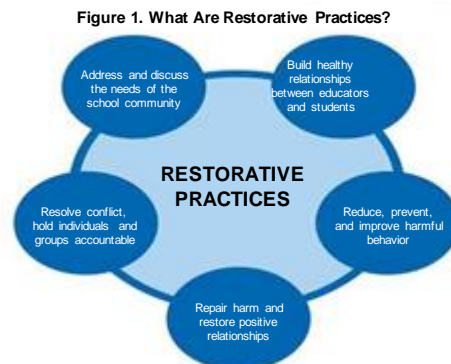 Figure 1. What Are Restorative Practices?
Address and discuss
the needs of the
school community
Build healthy
relationships
between educators
and students
RESTORATIVE
PRACTICES
Resolve conflict,
hold individuals and
groups accountable
Reduce, prevent,
and improve harmful
behavior
Repair harm and
restore positive
relationships